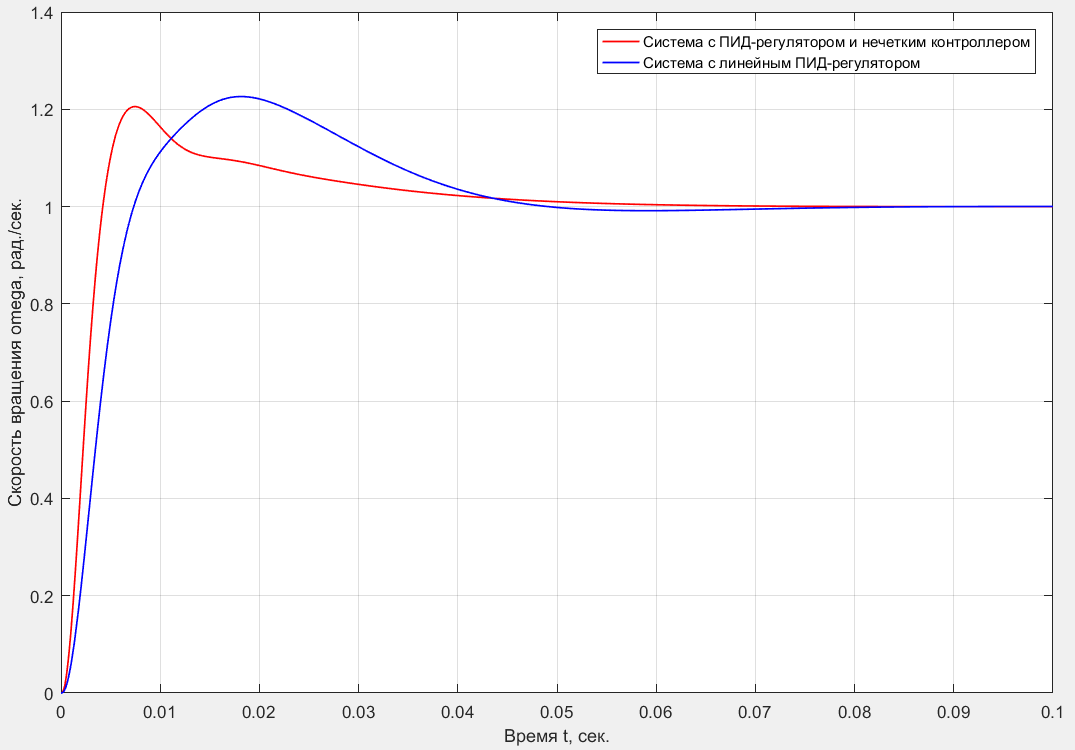 Система с ПИД-регулятором и нечетким контроллером
Система с линейным ПИД-регулятором
Скорость вращения omega, рад./сек.
1.4
1.2
1
0.8
0.6
0.4
0.2
0
0 0.01 0.02 0.03 0.04 0.05 0.06 0.07 0.08 0.09 0.1
Время t, сек.